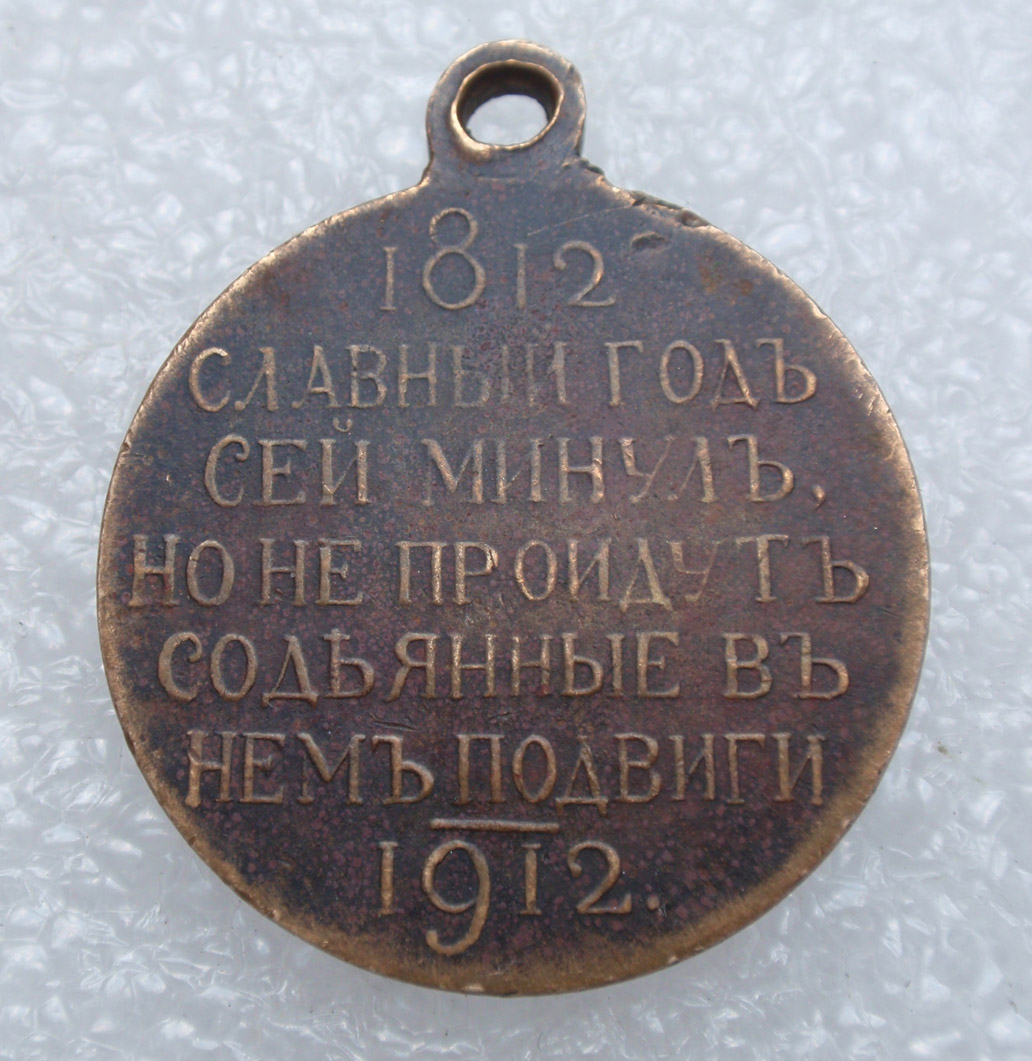 1812
СЛАВНЫЙ ГОДЪ
СЕЙ МИНУЛЪ,
НО НЕ ПРОЙДУТЪ
СОДѢЯННЫЕ ВЪ
НЕМЪ ПОДВИГИ
1912.